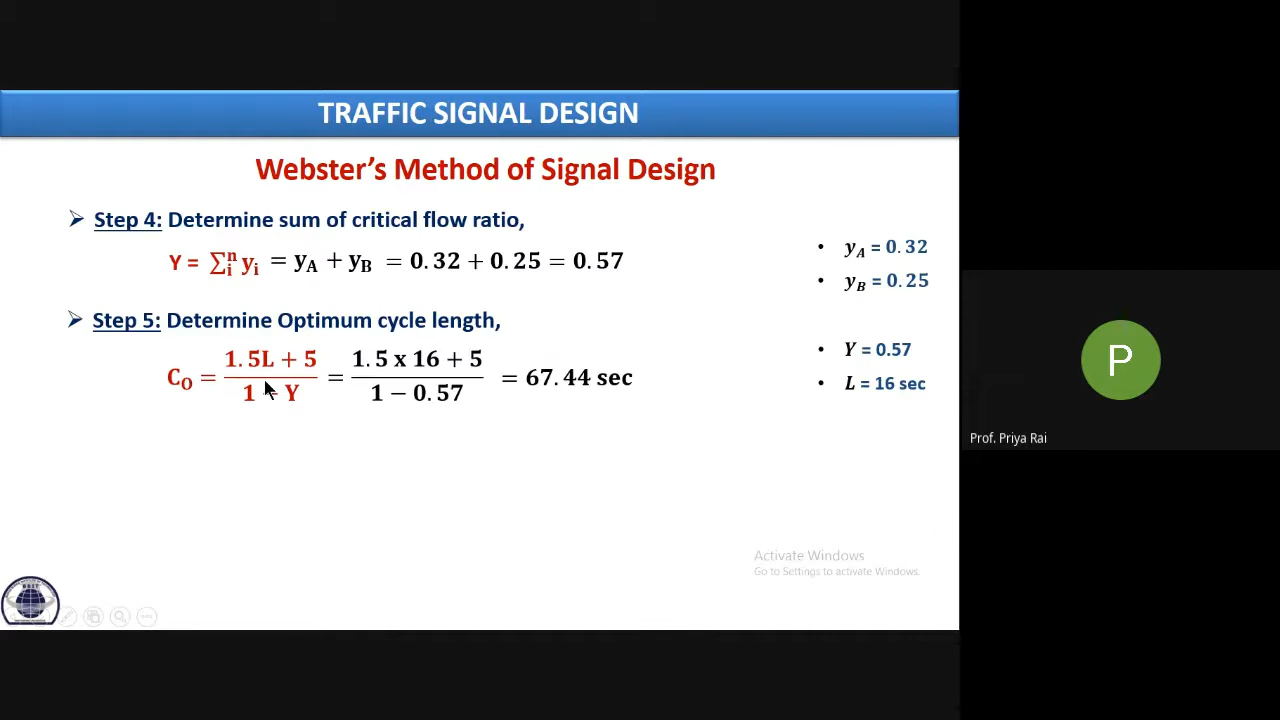 TRAFFIC SIGNAL DESIGN
Webster's Method of Signal Design
➢ Step 4: Determine sum of critical flow ratio,
Y = ∑ⁿᵢ yᵢ = y_A + y_B = 0.32 + 0.25 = 0.57
• y_A = 0.32
• y_B = 0.25
➢ Step 5: Determine Optimum cycle length,
C_O = (1.5L + 5)/(1 − Y) = (1.5 x 16 + 5)/(1 − 0.57) = 67.44 sec
• Y = 0.57
• L = 16 sec
P
Prof. Priya Rai
Activate Windows
Go to Settings to activate Windows.